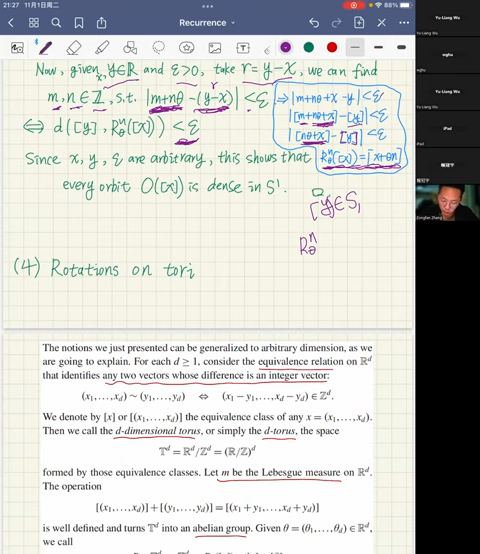 21:27 11月1日周二
88%
Recurrence
Now, given x, y ∈ ℝ and ε>0, take r = y-x, we can find
m, n ∈ ℤ, s.t. |m+nθ - (y-x)| < ε
r
⇒ |m+nθ+x - y| < ε
|[m+nθ+x] - [y]| < ε
|[nθ+x] - [y]| < ε
⇔ d([y], R_θ^n([x])) < ε
R_θ^n([x]) = [x+θn]
Since x, y, ε are arbitrary, this shows that
every orbit O([x]) is dense in S¹.
[y] ∈ S₁
R_θ^n
(4) Rotations on tori
The notions we just presented can be generalized to arbitrary dimension, as we
are going to explain. For each d ≥ 1, consider the equivalence relation on ℝ^d
that identifies any two vectors whose difference is an integer vector:
(x₁,...,x_d) ~ (y₁,...,y_d) ⇔ (x₁ − y₁,...,x_d − y_d) ∈ ℤ^d.
We denote by [x] or [(x₁,...,x_d)] the equivalence class of any x = (x₁,...,x_d).
Then we call the d-dimensional torus, or simply the d-torus, the space
𝕋^d = ℝ^d/ℤ^d = (ℝ/ℤ)^d
formed by those equivalence classes. Let m be the Lebesgue measure on ℝ^d.
The operation
[(x₁,...,x_d)] + [(y₁,...,y_d)] = [(x₁ + y₁,...,x_d + y_d)]
is well defined and turns 𝕋^d into an abelian group. Given θ = (θ₁,...,θ_d) ∈ ℝ^d,
we call
Yu-Liang Wu
Yu-Liang Wu
wghu
wghu
iPad
iPad
Zongfan Zhang